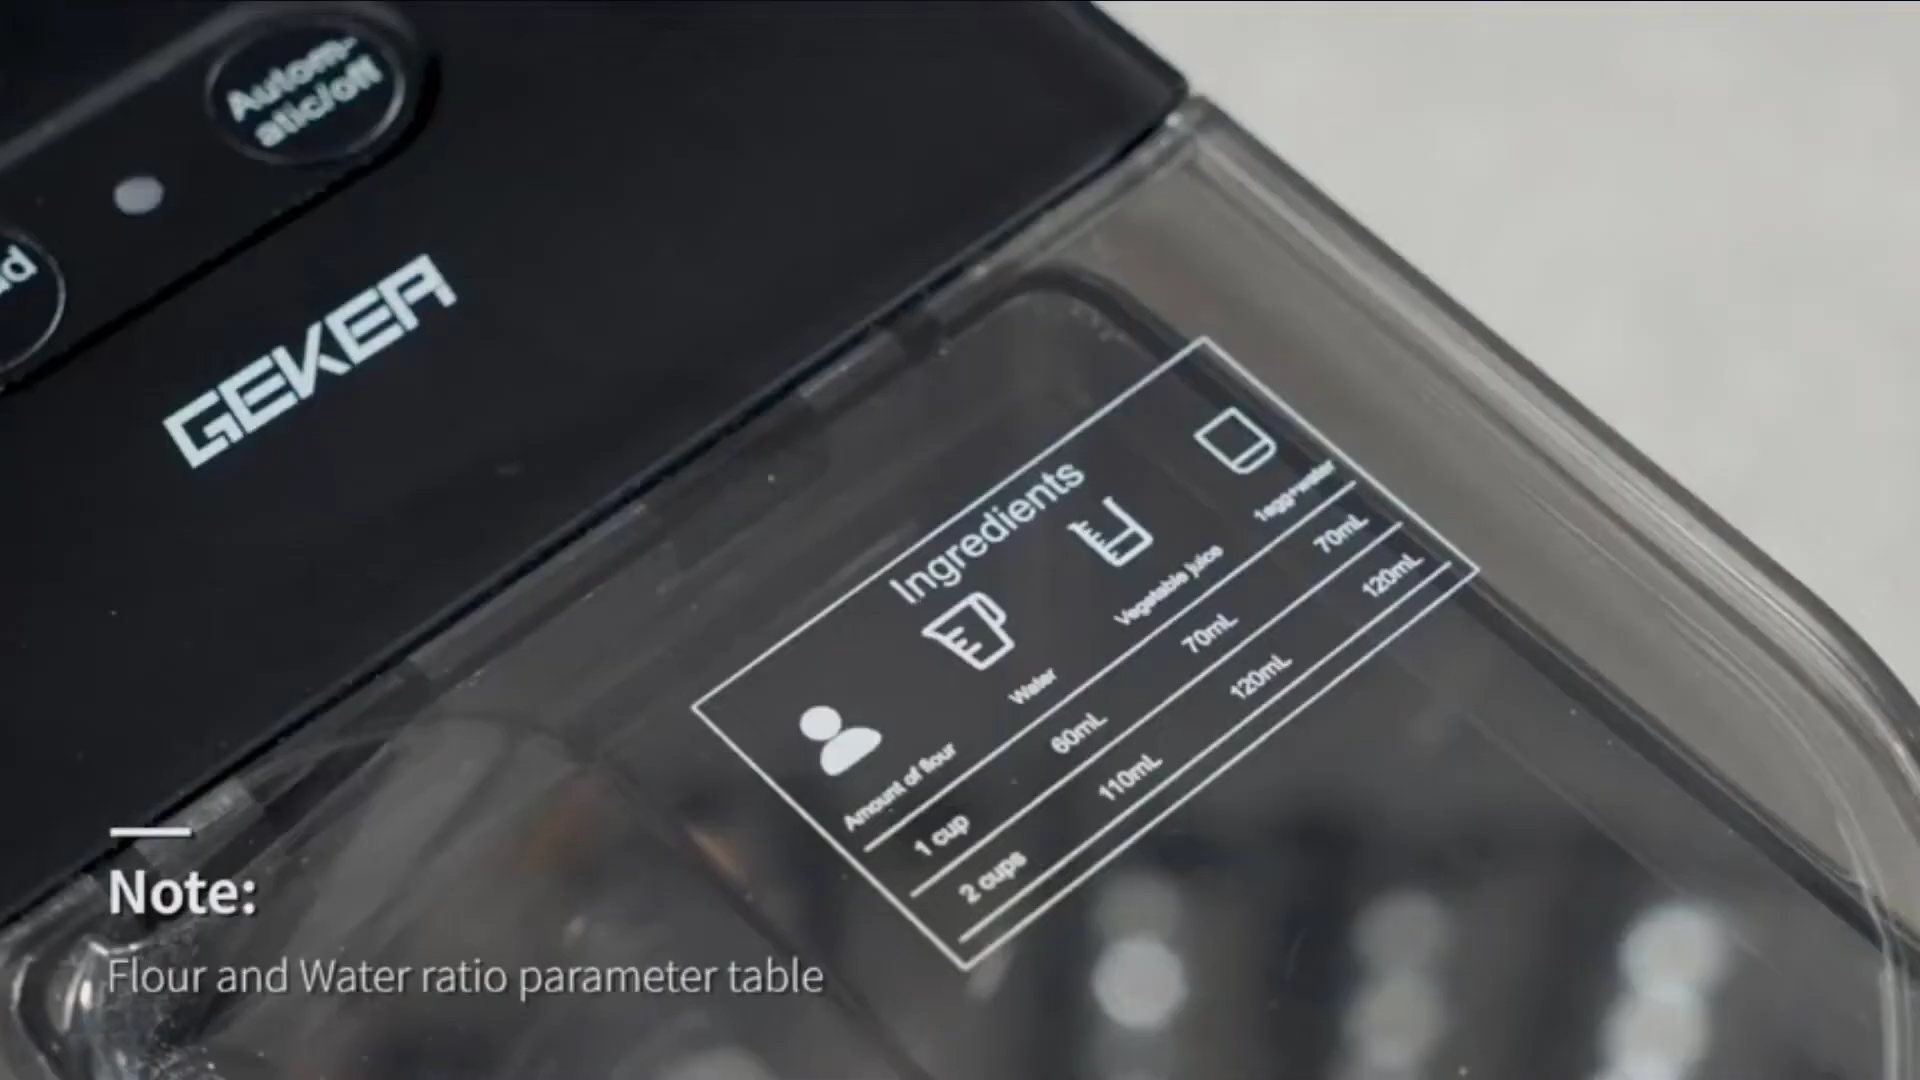 Autom-
atic/off
GEKER
Ingredients
Amount of flour Water Vegetable juice 1egg+water
1 cup 60mL 70mL 70mL
2 cups 110mL 120mL 120mL
Note:
Flour and Water ratio parameter table